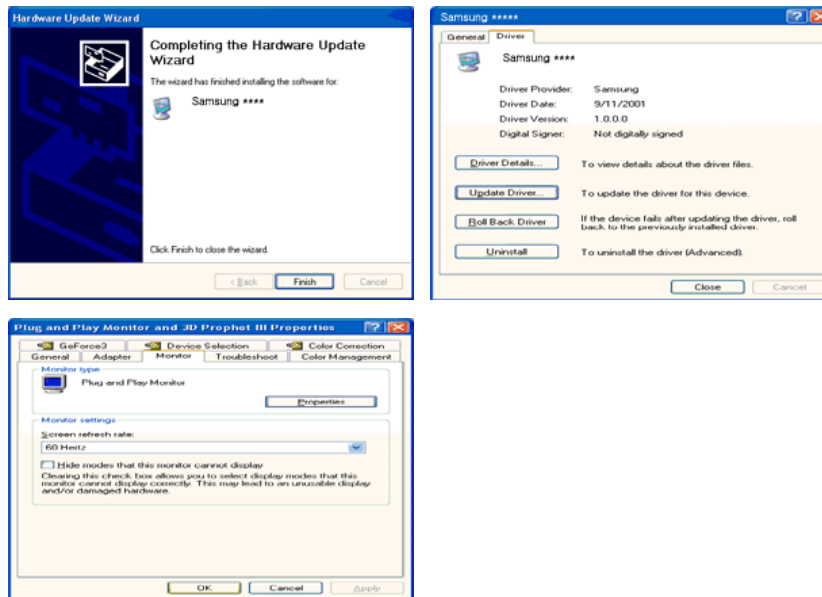 Hardware Update Wizard
Completing the Hardware Update
Wizard
The wizard has finished installing the software for:
Samsung ****
Click Finish to close the wizard.
< Back
Finish
Cancel
Samsung *****
General
Driver
Samsung ****
Driver Provider: Samsung
Driver Date: 9/11/2001
Driver Version: 1.0.0.0
Digital Signer: Not digitally signed
Driver Details...
To view details about the driver files.
Update Driver...
To update the driver for this device.
Roll Back Driver
If the device fails after updating the driver, roll
back to the previously installed driver.
Uninstall
To uninstall the driver (Advanced).
Close
Cancel
Plug and Play Monitor and 3D Prophet III Properties
GeForce3
Device Selection
Color Correction
General
Adapter
Monitor
Troubleshoot
Color Management
Monitor type
Plug and Play Monitor
Properties
Monitor settings
Screen refresh rate:
60 Hertz
Hide modes that this monitor cannot display
Clearing this check box allows you to select display modes that this
monitor cannot display correctly. This may lead to an unusable display
and/or damaged hardware.
OK
Cancel
Apply